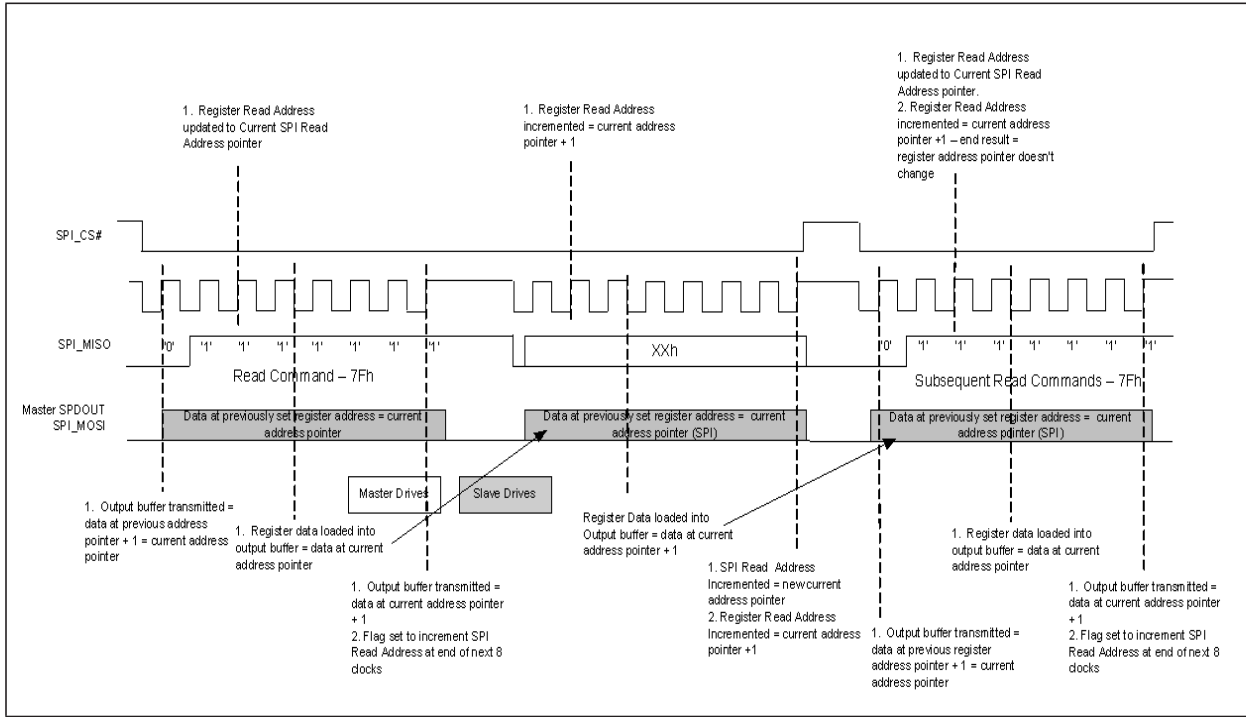 1. Register Read Address
updated to Current SPI Read
Address pointer
1. Register Read Address
incremented = current address
pointer + 1
1. Register Read Address
updated to Current SPI Read
Address pointer.
2. Register Read Address
incremented = current address
pointer +1 – end result =
register address pointer doesn't
change
SPI_CS#
SPI_MISO
'0' '1' '1' '1' '1' '1' '1' '1'
XXh
'0' '1' '1' '1' '1' '1' '1' '1'
Read Command – 7Fh
Subsequent Read Commands – 7Fh
Master SPDOUT
SPI_MOSI
Data at previously set register address = current
address pointer
Data at previously set register address = current
address pointer (SPI)
Data at previously set register address = current
address pointer (SPI)
Master Drives
Slave Drives
1. Output buffer transmitted =
data at previous address
pointer + 1 = current address
pointer
1. Register data loaded into
output buffer = data at current
address pointer
1. Output buffer transmitted =
data at current address pointer
+ 1
2. Flag set to increment SPI
Read Address at end of next 8
clocks
Register Data loaded into
Output buffer = data at current
address pointer + 1
1. SPI Read Address
Incremented = new current
address pointer
2. Register Read Address
Incremented = current address
pointer +1
1. Output buffer transmitted =
data at previous register
address pointer + 1 = current
address pointer
1. Register data loaded into
output buffer = data at current
address pointer
1. Output buffer transmitted =
data at current address pointer
+ 1
2. Flag set to increment SPI
Read Address at end of next 8
clocks